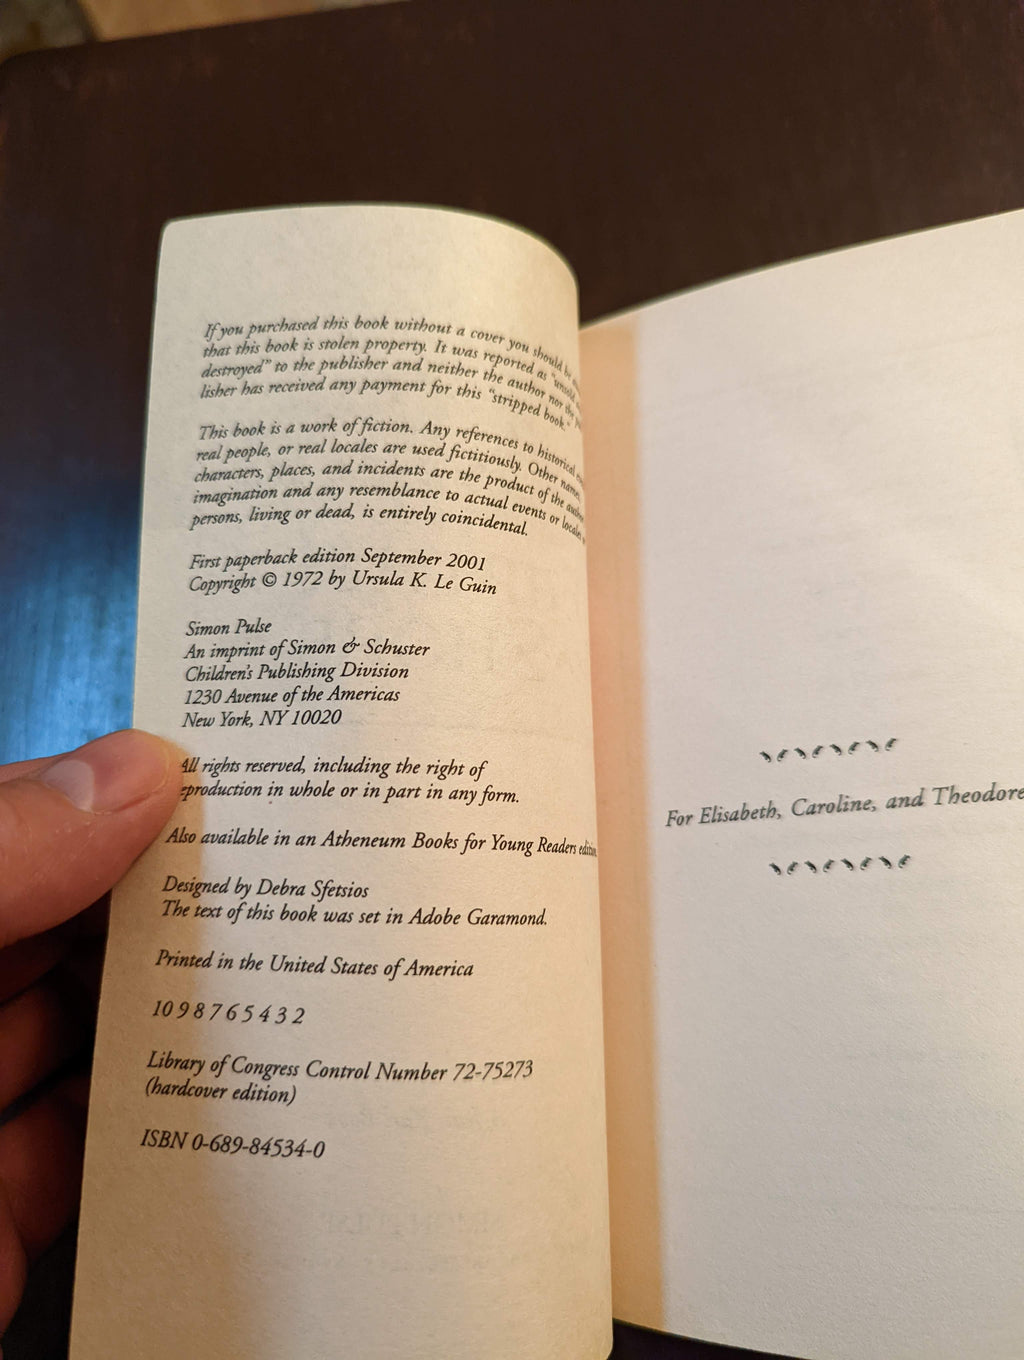 If you purchased this book without a cover you should be
that this book is stolen property. It was reported as "unsold
destroyed" to the publisher and neither the author nor the
lisher has received any payment for this "stripped book."
This book is a work of fiction. Any references to historical
real people, or real locales are used fictitiously. Other names,
characters, places, and incidents are the product of the author
imagination and any resemblance to actual events or locales
persons, living or dead, is entirely coincidental.
First paperback edition September 2001
Copyright © 1972 by Ursula K. Le Guin
Simon Pulse
An imprint of Simon & Schuster
Children's Publishing Division
1230 Avenue of the Americas
New York, NY 10020
All rights reserved, including the right of
eproduction in whole or in part in any form.
Also available in an Atheneum Books for Young Readers edition.
Designed by Debra Sfetsios
The text of this book was set in Adobe Garamond.
Printed in the United States of America
10 9 8 7 6 5 4 3 2
Library of Congress Control Number 72-75273
(hardcover edition)
ISBN 0-689-84534-0
For Elisabeth, Caroline, and Theodore